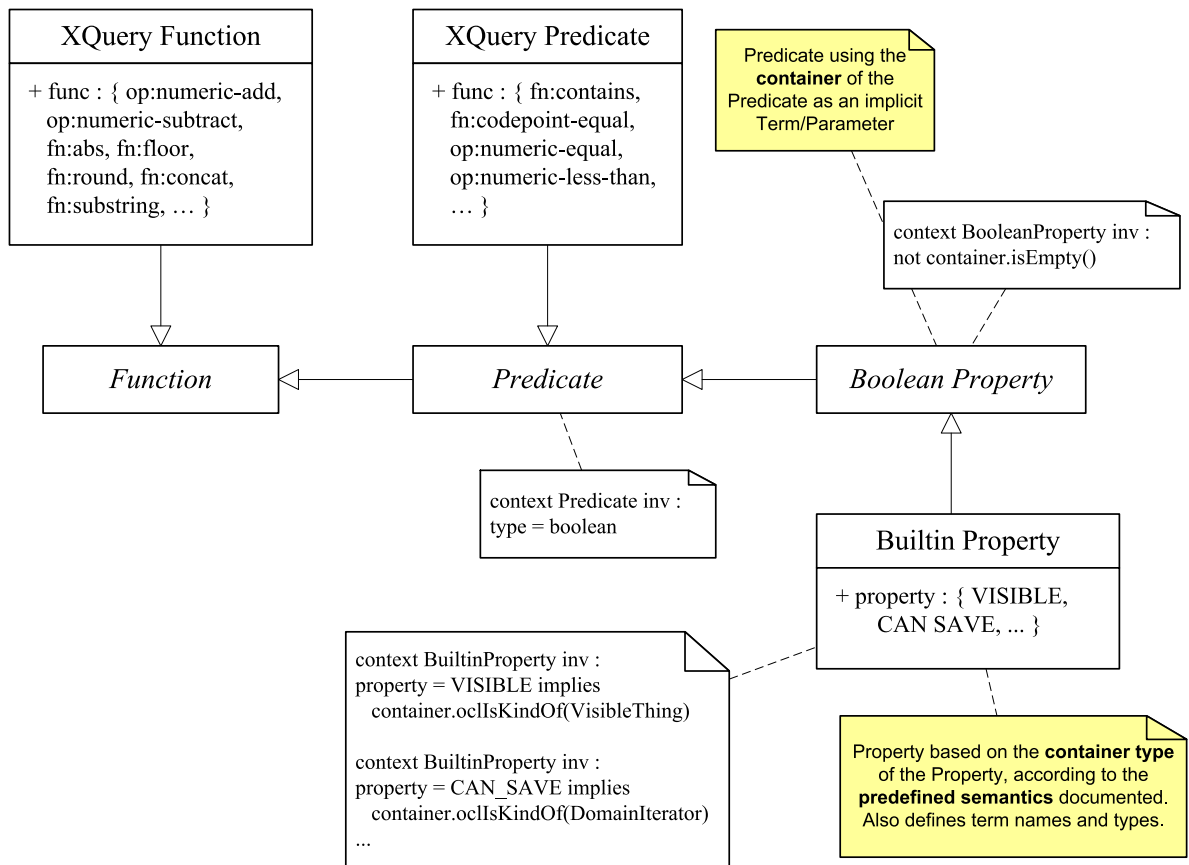 XQuery Function
+ func : { op:numeric-add,
op:numeric-subtract,
fn:abs, fn:floor,
fn:round, fn:concat,
fn:substring, … }
XQuery Predicate
+ func : { fn:contains,
fn:codepoint-equal,
op:numeric-equal,
op:numeric-less-than,
… }
Predicate using the
container of the
Predicate as an implicit
Term/Parameter
context BooleanProperty inv :
not container.isEmpty()
Function
Predicate
Boolean Property
context Predicate inv :
type = boolean
Builtin Property
+ property : { VISIBLE,
CAN SAVE, ... }
context BuiltinProperty inv :
property = VISIBLE implies
container.oclIsKindOf(VisibleThing)
context BuiltinProperty inv :
property = CAN_SAVE implies
container.oclIsKindOf(DomainIterator)
...
Property based on the container type
of the Property, according to the
predefined semantics documented.
Also defines term names and types.